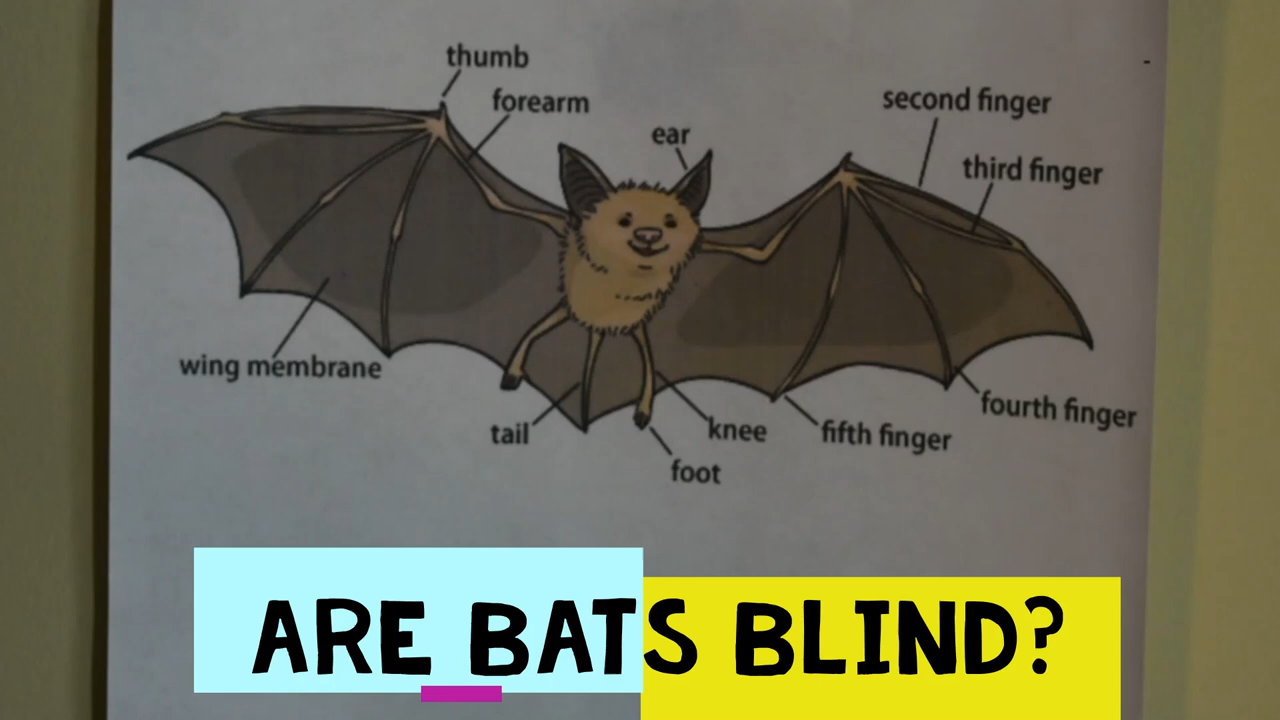 thumb
forearm
ear
second finger
third finger
wing membrane
tail
knee
foot
fifth finger
fourth finger
ARE BATS BLIND?